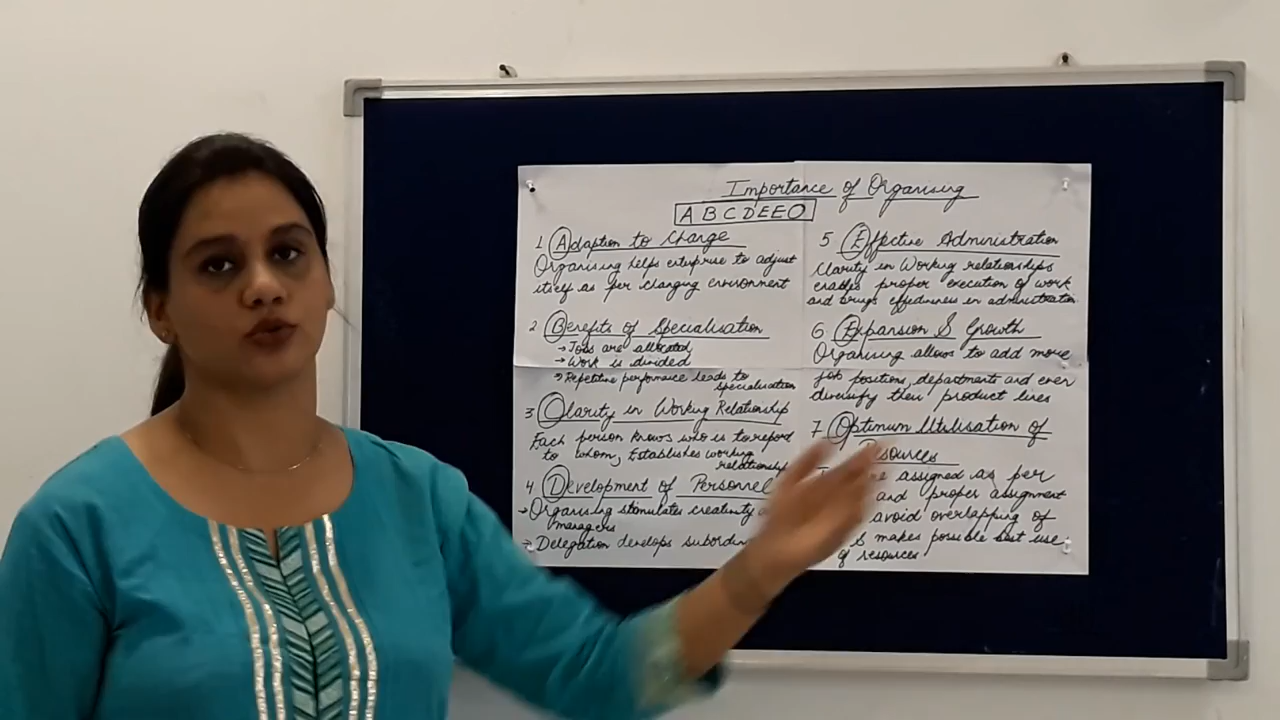 Importance of Organising
A B C D E E O
1 Adaption to Change
Organising helps enterprise to adjust
itself as per changing environment
2 Benefits of Specialisation
→ Jobs are allocated
→ Work is divided
→ Repetitive performance leads to
specialisation
3 Clarity in Working Relationship
Each person knows who is to report
to whom, Establishes working
relationship
4 Development of Personnel
→ Organising stimulates creativity
managers
→ Delegation develops
5 Effective Administration
Clarity in Working relationships
enables proper execution of work
and brings effectiveness in administration
6 Expansion & Growth
Organising allows to add more
job positions, departments and even
diversify their product lines
7 Optimum Utilisation of
Resources
assigned as per
and proper assignment
avoid overlapping of
& makes possible best use
of resources